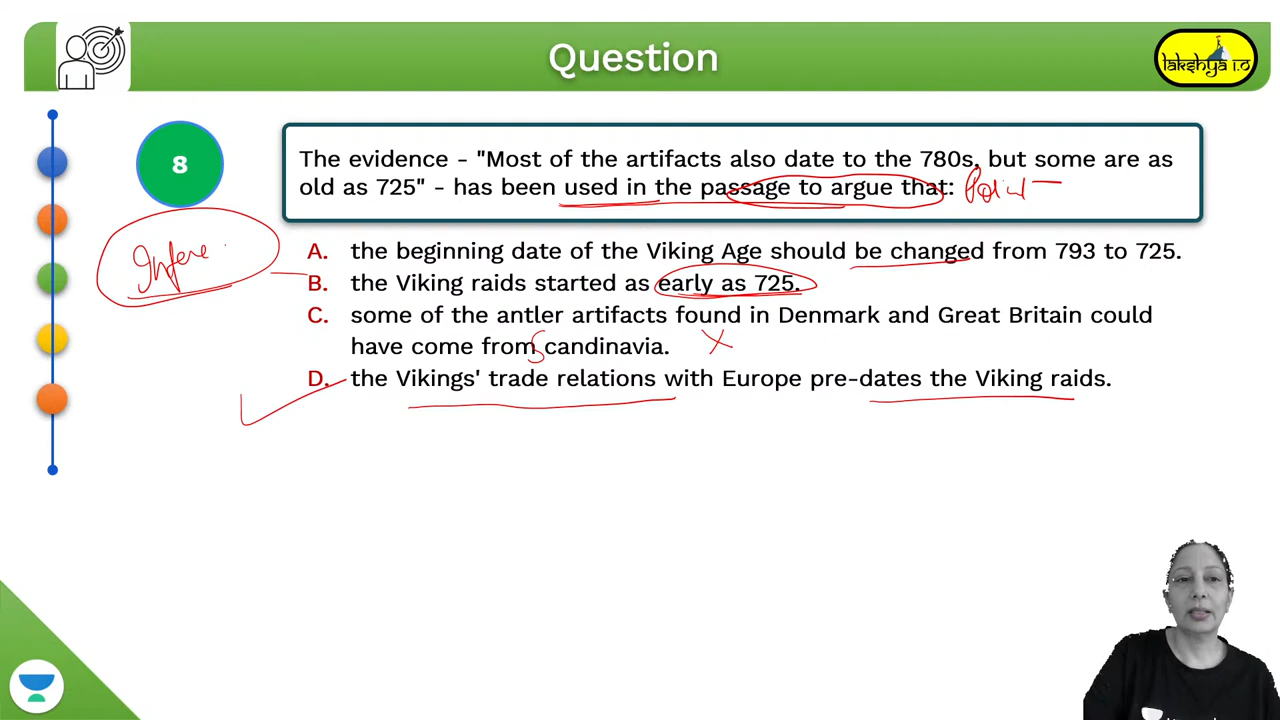 Question
lakshya 1.0
8
The evidence - "Most of the artifacts also date to the 780s, but some are as
old as 725" - has been used in the passage to argue that:
A. the beginning date of the Viking Age should be changed from 793 to 725.
B. the Viking raids started as early as 725.
C. some of the antler artifacts found in Denmark and Great Britain could
have come from Scandinavia.
D. the Vikings' trade relations with Europe pre-dates the Viking raids.
Infere